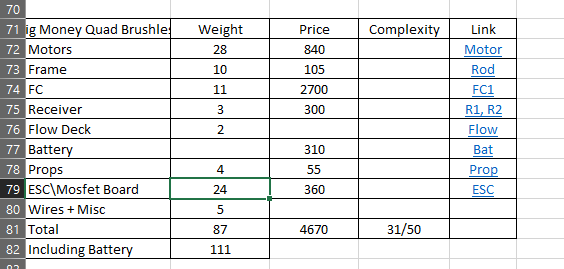 70
71 ig Money Quad Brushles Weight Price Complexity Link
72 Motors 28 840 Motor
73 Frame 10 105 Rod
74 FC 11 2700 FC1
75 Receiver 3 300 R1, R2
76 Flow Deck 2 Flow
77 Battery 310 Bat
78 Props 4 55 Prop
79 ESC\Mosfet Board 24 360 ESC
80 Wires + Misc 5
81 Total 87 4670 31/50
82 Including Battery 111